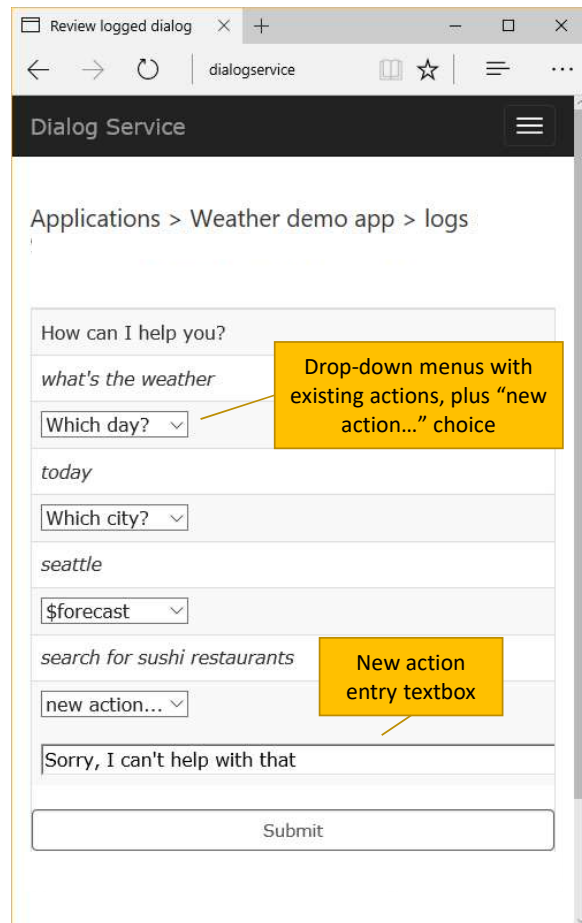 Review logged dialog
dialogservice
Dialog Service
Applications > Weather demo app > logs
How can I help you?
what's the weather
Drop-down menus with
existing actions, plus “new
action…” choice
Which day?
today
Which city?
seattle
$forecast
search for sushi restaurants
New action
entry textbox
new action...
Sorry, I can't help with that
Submit